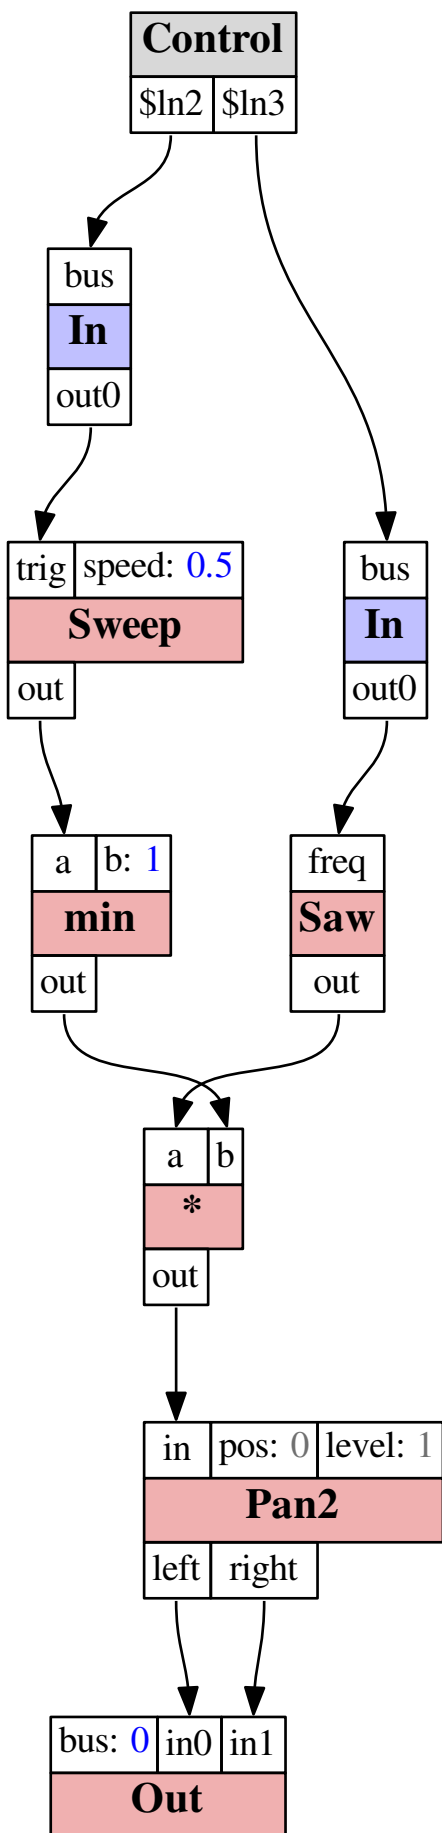 Control
$ln2 $ln3
bus
In
out0
trig speed: 0.5
Sweep
out
bus
In
out0
a b: 1
min
out
freq
Saw
out
a b
*
out
in pos: 0 level: 1
Pan2
left right
bus: 0 in0 in1
Out